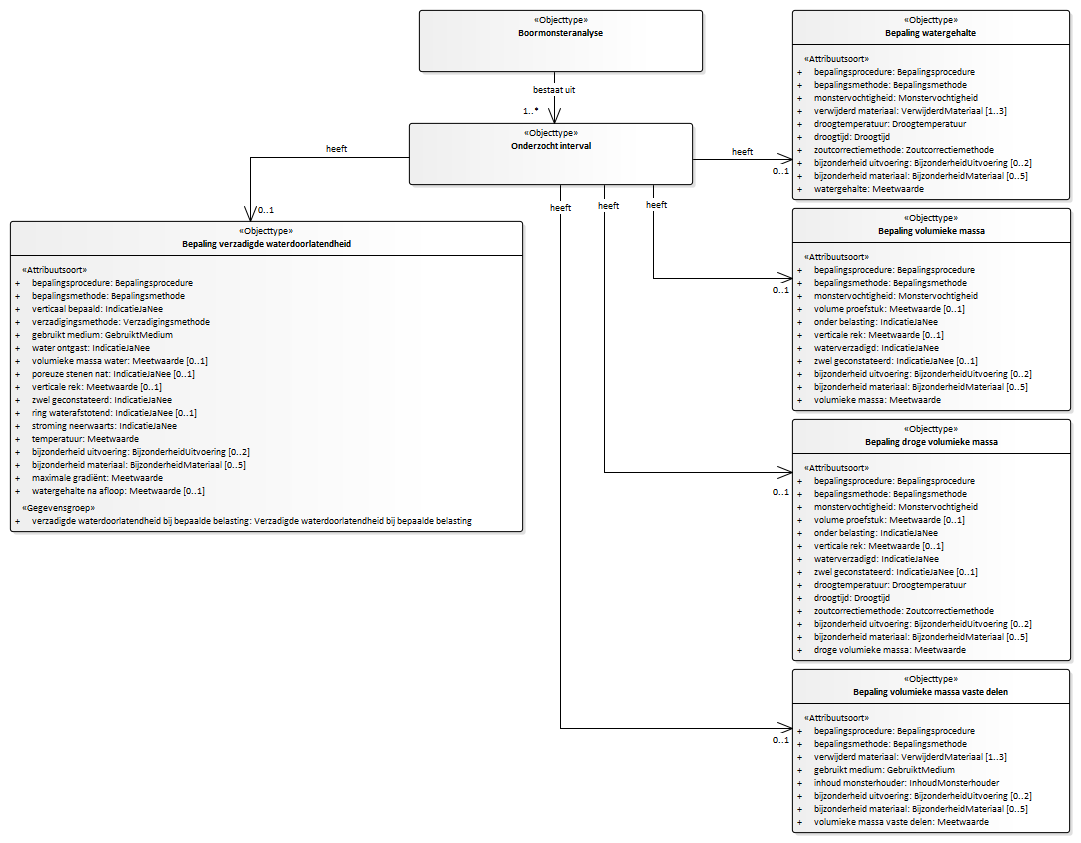 «Objecttype»
Boormonsteranalyse
bestaat uit
1..*
«Objecttype»
Onderzocht interval
heeft
0..1
heeft
0..1
heeft
0..1
heeft
0..1
heeft
0..1
«Objecttype»
Bepaling verzadigde waterdoorlatendheid
«Attribuutsoort»
+ bepalingsprocedure: Bepalingsprocedure
+ bepalingsmethode: Bepalingsmethode
+ verticaal bepaald: IndicatieJaNee
+ verzadigingsmethode: Verzadigingsmethode
+ gebruikt medium: GebruiktMedium
+ water ontgast: IndicatieJaNee
+ volumieke massa water: Meetwaarde [0..1]
+ poreuze stenen nat: IndicatieJaNee [0..1]
+ verticale rek: Meetwaarde [0..1]
+ zwel geconstateerd: IndicatieJaNee
+ ring waterafstotend: IndicatieJaNee [0..1]
+ stroming neerwaarts: IndicatieJaNee
+ temperatuur: Meetwaarde
+ bijzonderheid uitvoering: BijzonderheidUitvoering [0..2]
+ bijzonderheid materiaal: BijzonderheidMateriaal [0..5]
+ maximale gradiënt: Meetwaarde
+ watergehalte na afloop: Meetwaarde [0..1]
«Gegevensgroep»
+ verzadigde waterdoorlatendheid bij bepaalde belasting: Verzadigde waterdoorlatendheid bij bepaalde belasting
«Objecttype»
Bepaling watergehalte
«Attribuutsoort»
+ bepalingsprocedure: Bepalingsprocedure
+ bepalingsmethode: Bepalingsmethode
+ monstervochtigheid: Monstervochtigheid
+ verwijderd materiaal: VerwijderdMateriaal [1..3]
+ droogtemperatuur: Droogtemperatuur
+ droogtijd: Droogtijd
+ zoutcorrectiemethode: Zoutcorrectiemethode
+ bijzonderheid uitvoering: BijzonderheidUitvoering [0..2]
+ bijzonderheid materiaal: BijzonderheidMateriaal [0..5]
+ watergehalte: Meetwaarde
«Objecttype»
Bepaling volumieke massa
«Attribuutsoort»
+ bepalingsprocedure: Bepalingsprocedure
+ bepalingsmethode: Bepalingsmethode
+ monstervochtigheid: Monstervochtigheid
+ volume proefstuk: Meetwaarde [0..1]
+ onder belasting: IndicatieJaNee
+ verticale rek: Meetwaarde [0..1]
+ waterverzadigd: IndicatieJaNee
+ zwel geconstateerd: IndicatieJaNee [0..1]
+ bijzonderheid uitvoering: BijzonderheidUitvoering [0..2]
+ bijzonderheid materiaal: BijzonderheidMateriaal [0..5]
+ volumieke massa: Meetwaarde
«Objecttype»
Bepaling droge volumieke massa
«Attribuutsoort»
+ bepalingsprocedure: Bepalingsprocedure
+ bepalingsmethode: Bepalingsmethode
+ monstervochtigheid: Monstervochtigheid
+ volume proefstuk: Meetwaarde [0..1]
+ onder belasting: IndicatieJaNee
+ verticale rek: Meetwaarde [0..1]
+ waterverzadigd: IndicatieJaNee
+ zwel geconstateerd: IndicatieJaNee [0..1]
+ droogtemperatuur: Droogtemperatuur
+ droogtijd: Droogtijd
+ zoutcorrectiemethode: Zoutcorrectiemethode
+ bijzonderheid uitvoering: BijzonderheidUitvoering [0..2]
+ bijzonderheid materiaal: BijzonderheidMateriaal [0..5]
+ droge volumieke massa: Meetwaarde
«Objecttype»
Bepaling volumieke massa vaste delen
«Attribuutsoort»
+ bepalingsprocedure: Bepalingsprocedure
+ bepalingsmethode: Bepalingsmethode
+ verwijderd materiaal: VerwijderdMateriaal [1..3]
+ gebruikt medium: GebruiktMedium
+ inhoud monsterhouder: InhoudMonsterhouder
+ bijzonderheid uitvoering: BijzonderheidUitvoering [0..2]
+ bijzonderheid materiaal: BijzonderheidMateriaal [0..5]
+ volumieke massa vaste delen: Meetwaarde